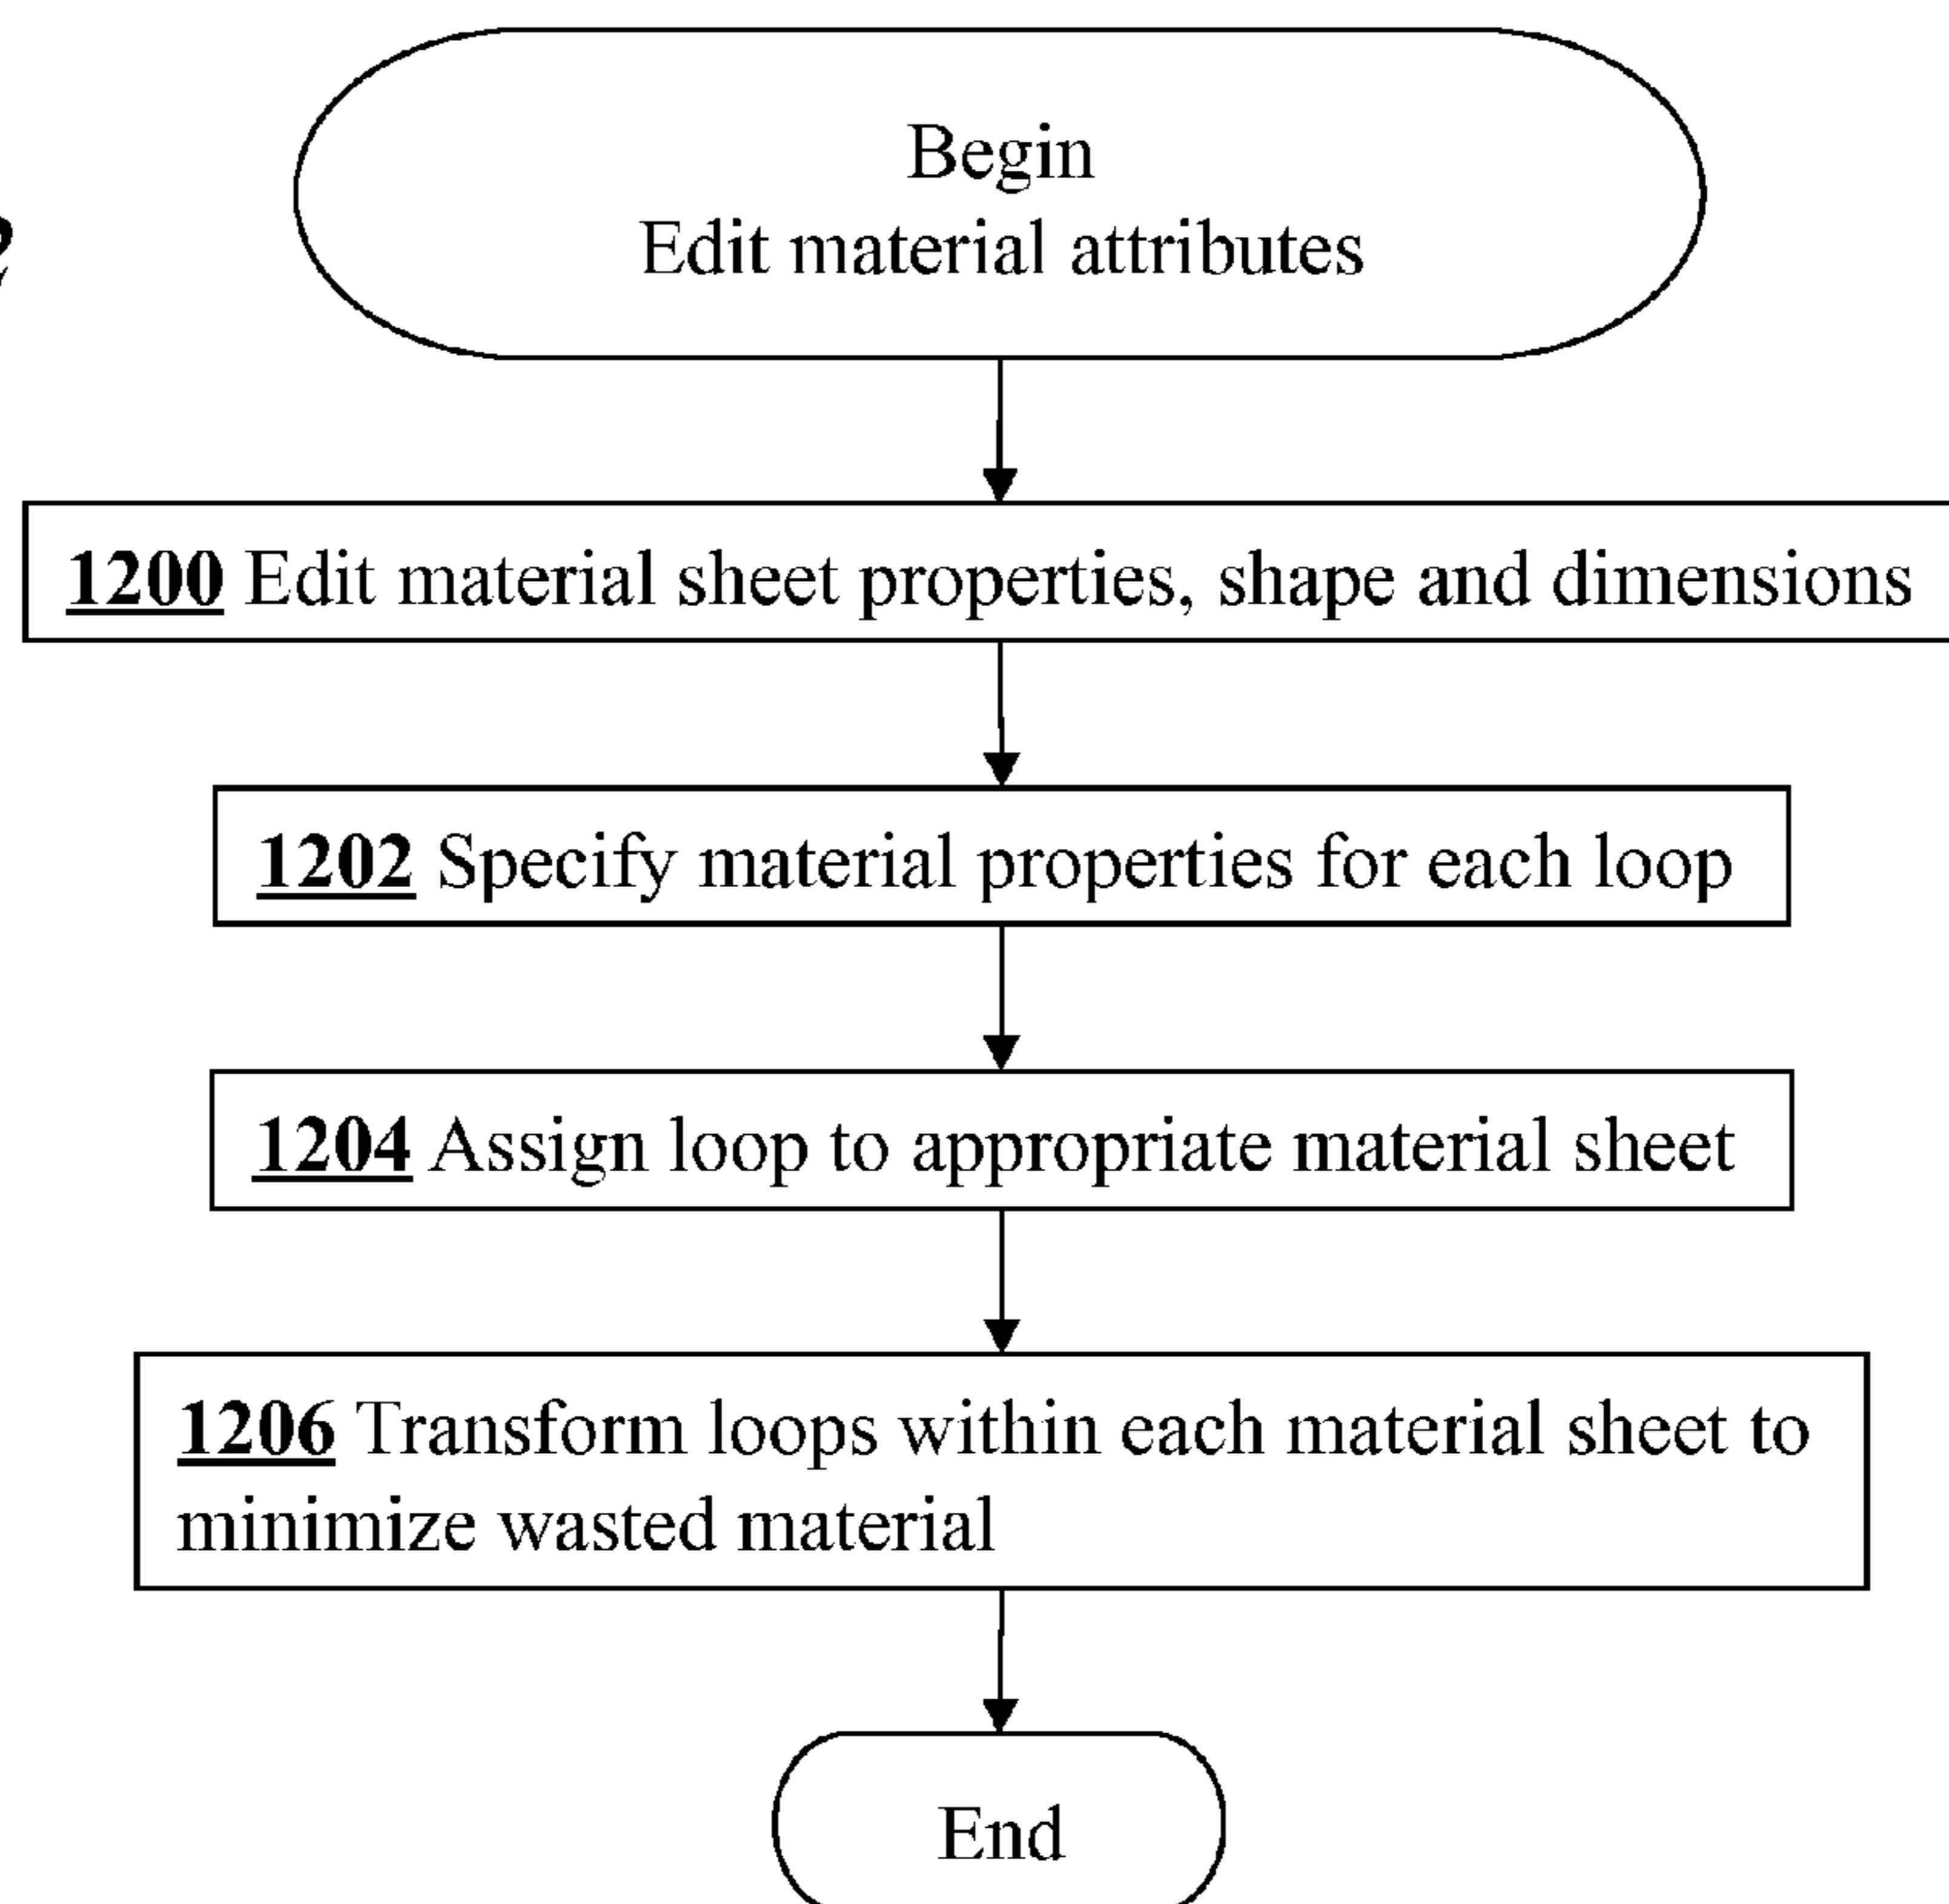 Begin
Edit material attributes
1200 Edit material sheet properties, shape and dimensions
1202 Specify material properties for each loop
1204 Assign loop to appropriate material sheet
1206 Transform loops within each material sheet to
minimize wasted material
End